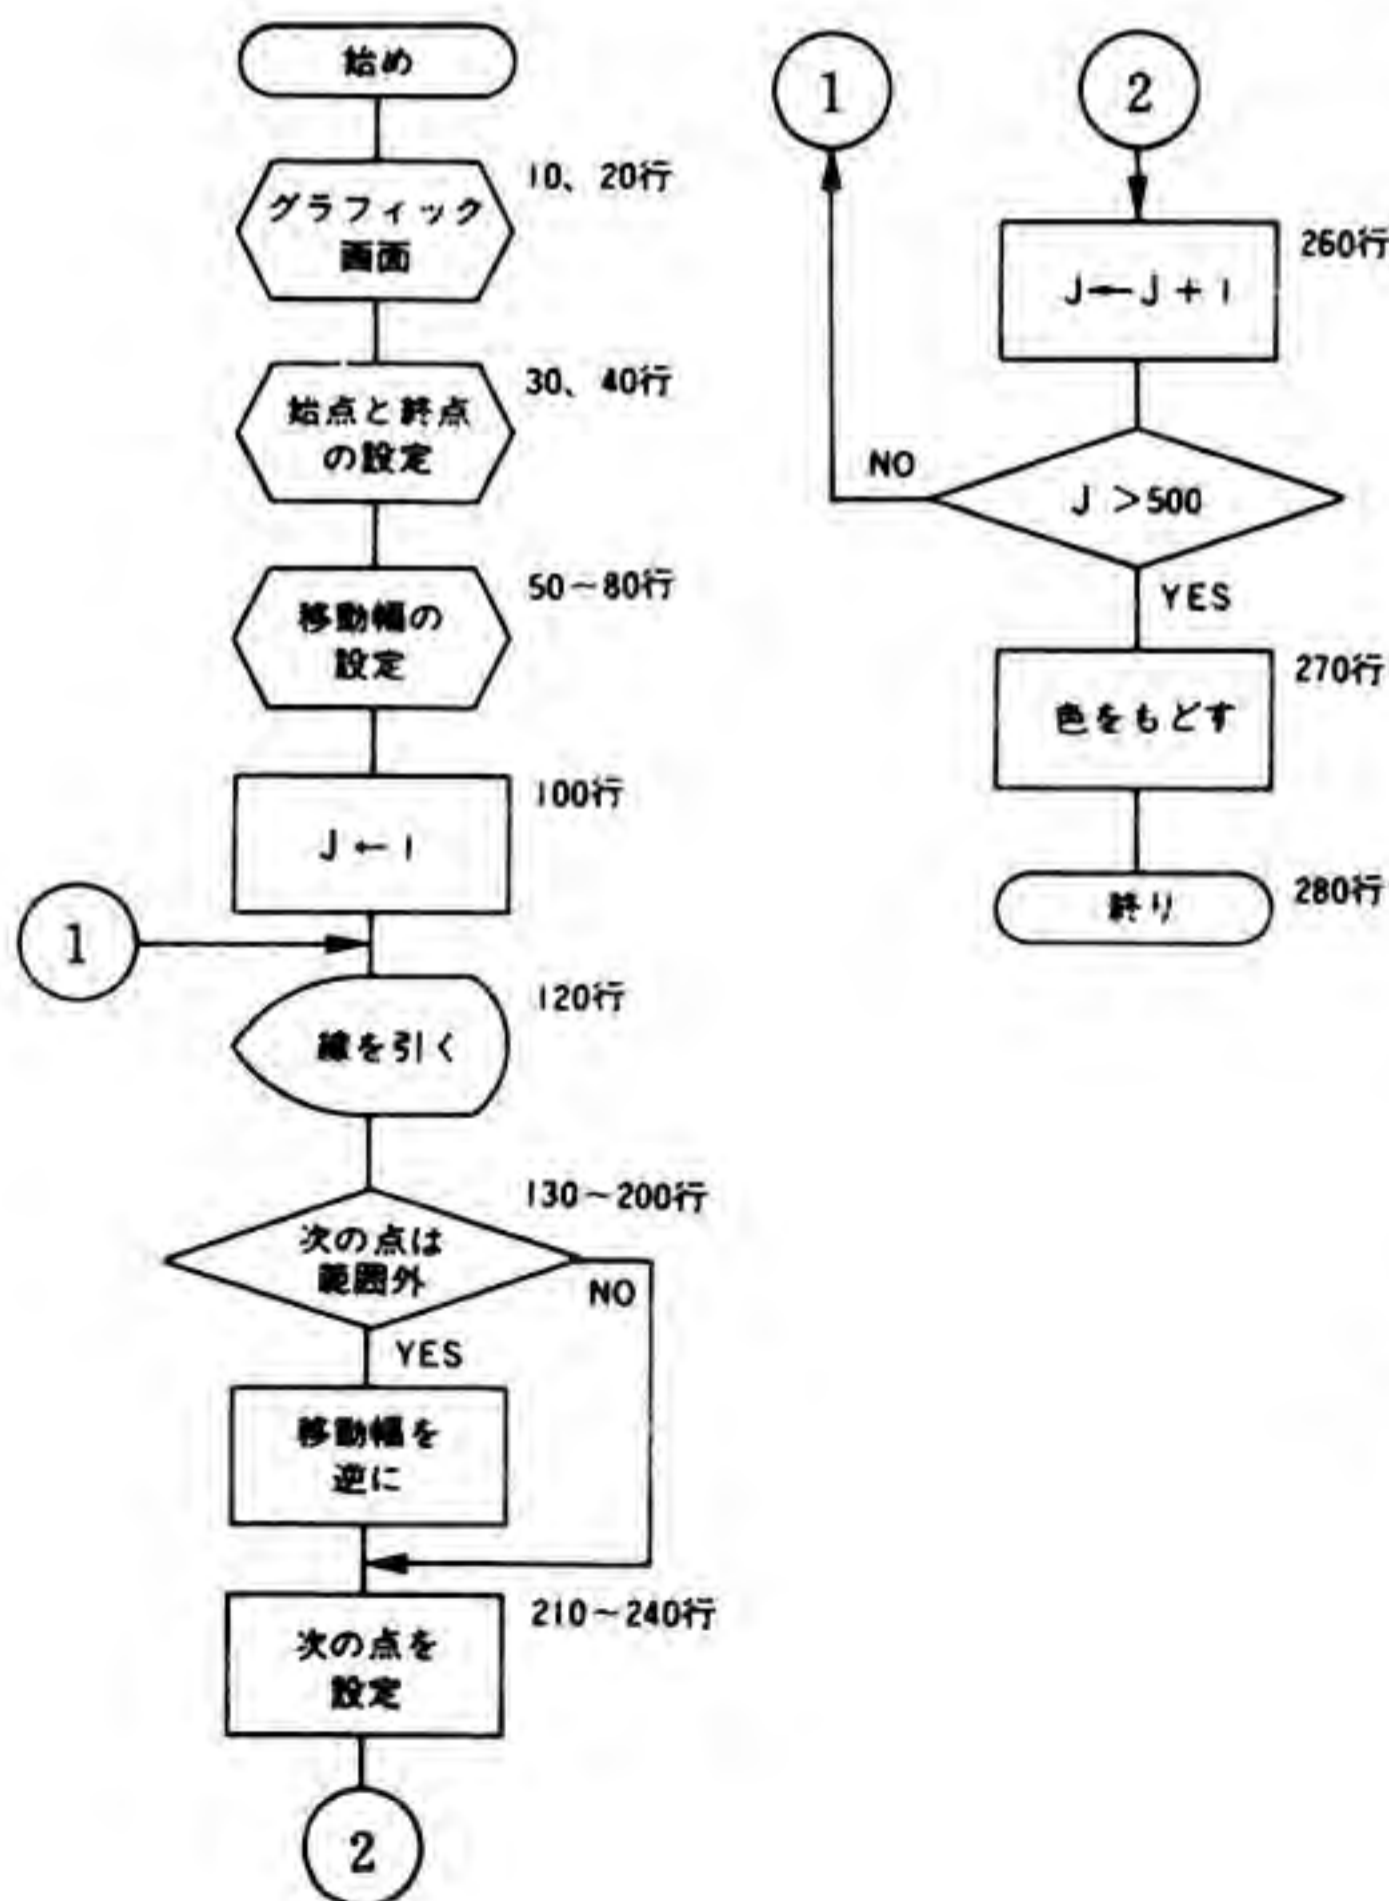 始め
グラフィック
画面
10、20行
始点と終点
の設定
30、40行
移動幅の
設定
50~80行
J←1
100行
1
線を引く
120行
次の点は
範囲外
130~200行
NO
YES
移動幅を
逆に
次の点を
設定
210~240行
2
1
2
J←J+1
260行
J>500
NO
YES
色をもどす
270行
終り
280行